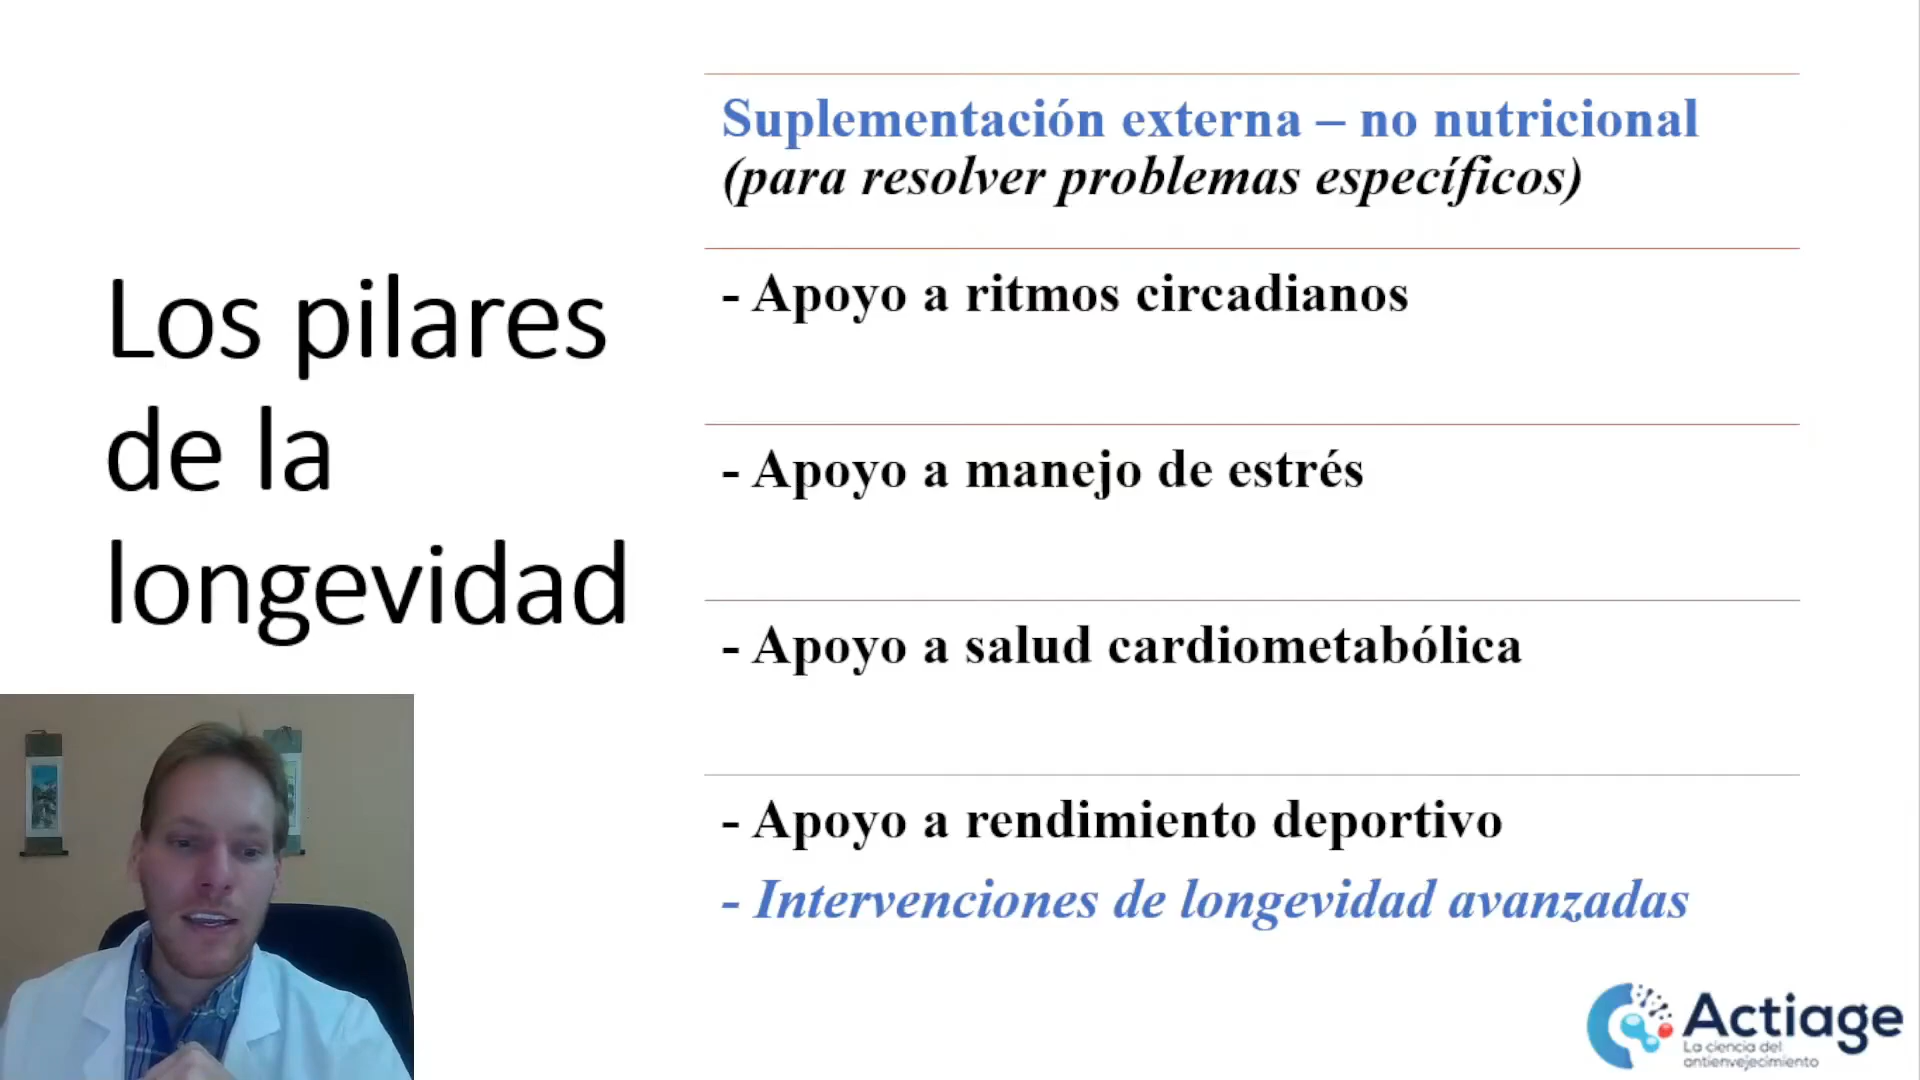 Los pilares
de la
longevidad
Suplementación externa – no nutricional
(para resolver problemas específicos)
- Apoyo a ritmos circadianos
- Apoyo a manejo de estrés
- Apoyo a salud cardiometabólica
- Apoyo a rendimiento deportivo
- Intervenciones de longevidad avanzadas
Actiage
La ciencia del
antienvejecimiento